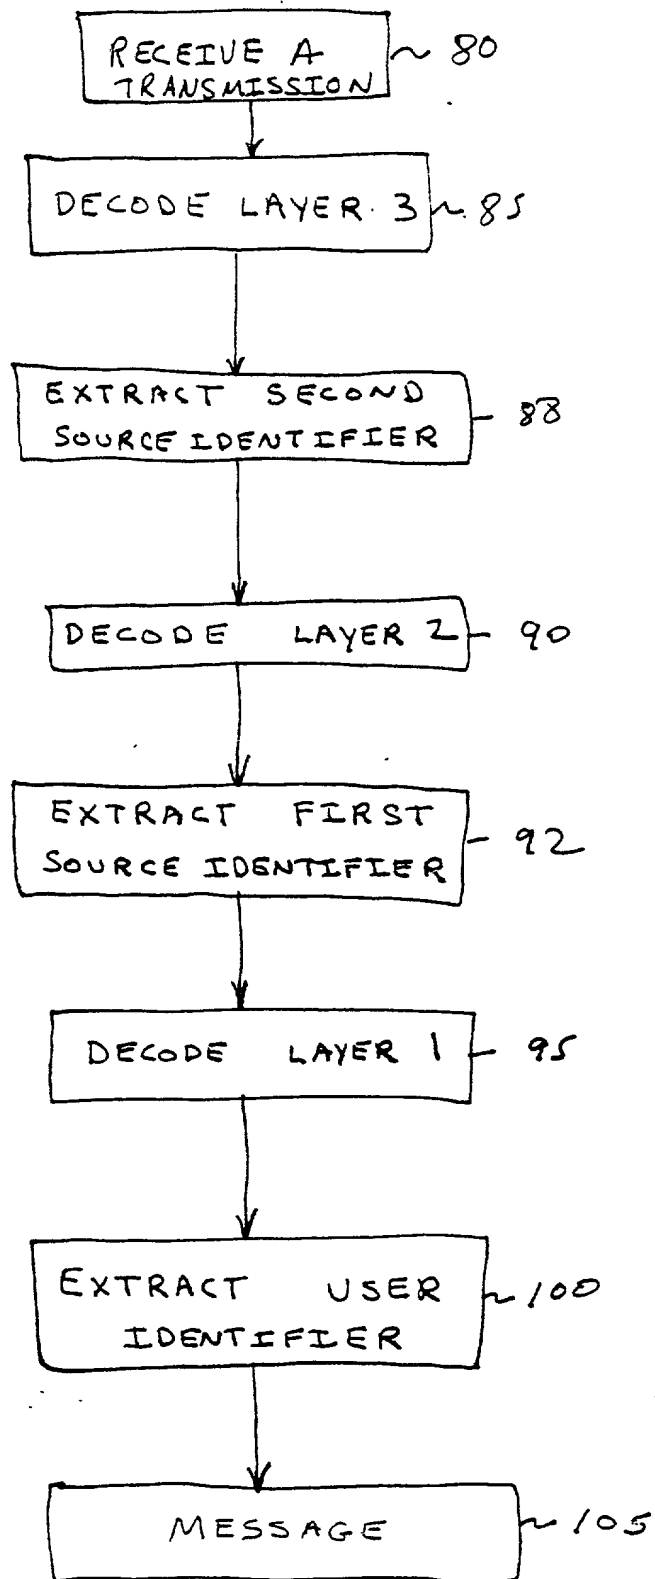 RECEIVE A ~ 80
TRANSMISSION
DECODE LAYER 3 ~ 85
EXTRACT SECOND
SOURCE IDENTIFIER - 88
DECODE LAYER 2 - 90
EXTRACT FIRST
SOURCE IDENTIFIER - 92
DECODE LAYER 1 - 95
EXTRACT USER ~ 100
IDENTIFIER
MESSAGE ~ 105